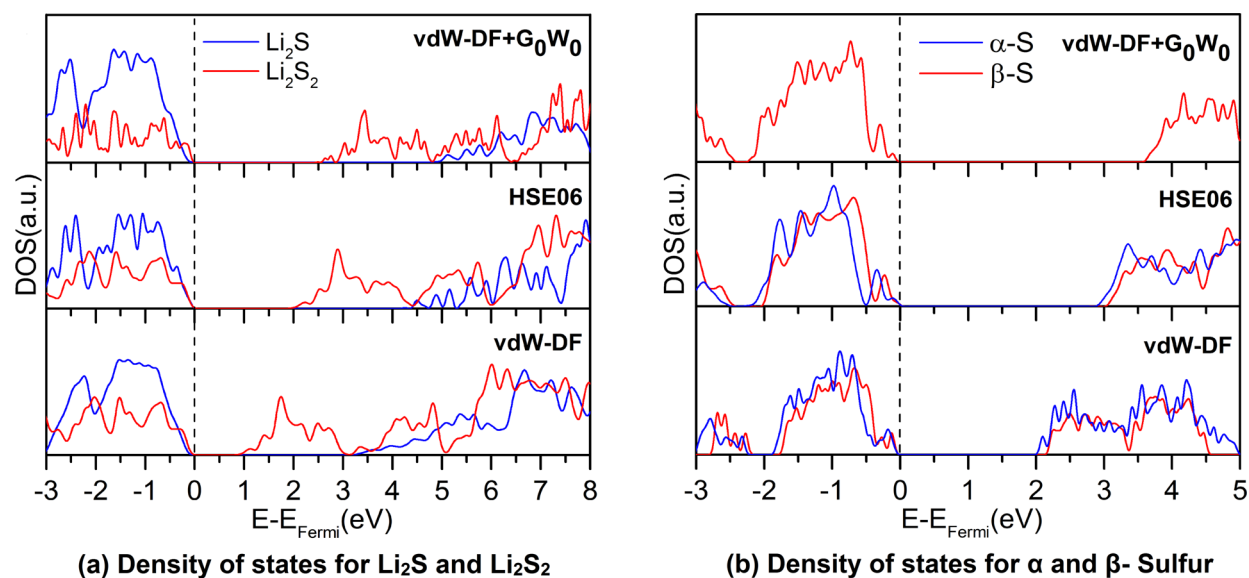 vdW-DF+G₀W₀
Li₂S
Li₂S₂
HSE06
vdW-DF
DOS(a.u.)
-3 -2 -1 0 1 2 3 4 5 6 7 8
E-E_Fermi(eV)
(a) Density of states for Li₂S and Li₂S₂
α-S
β-S
vdW-DF+G₀W₀
HSE06
vdW-DF
DOS(a.u.)
-3 -2 -1 0 1 2 3 4 5
E-E_Fermi(eV)
(b) Density of states for α and β- Sulfur